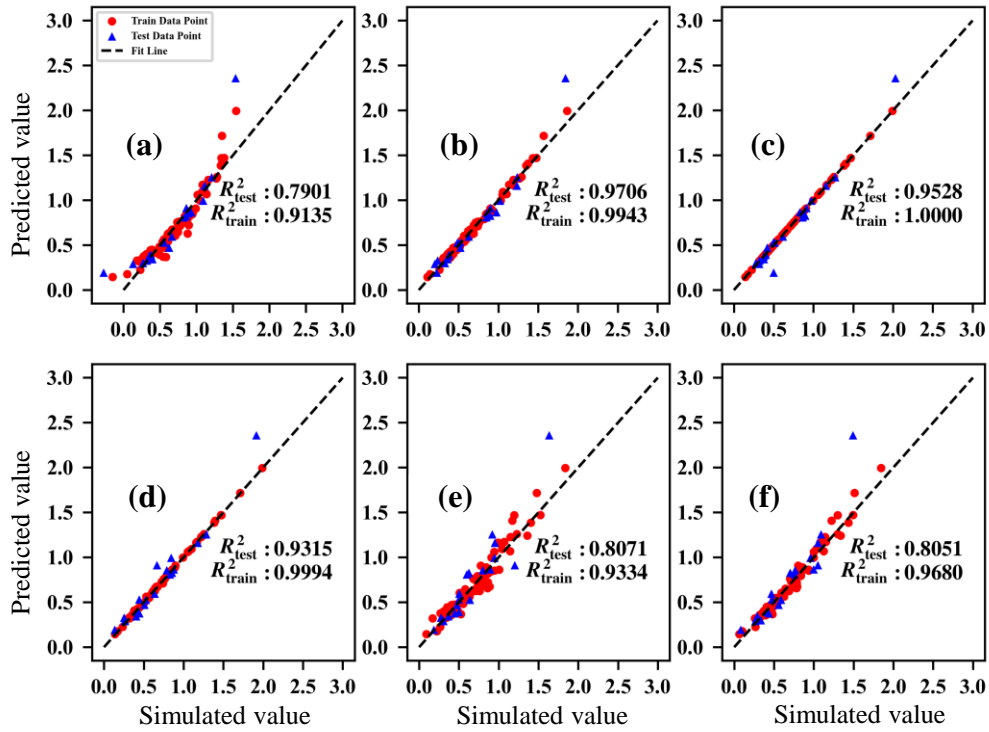 3.0
2.5
2.0
1.5
1.0
0.5
0.0
Predicted value
Train Data Point
Test Data Point
Fit Line
(a)
R²test : 0.7901
R²train : 0.9135
0.0 0.5 1.0 1.5 2.0 2.5 3.0
3.0
2.5
2.0
1.5
1.0
0.5
0.0
(b)
R²test : 0.9706
R²train : 0.9943
0.0 0.5 1.0 1.5 2.0 2.5 3.0
3.0
2.5
2.0
1.5
1.0
0.5
0.0
(c)
R²test : 0.9528
R²train : 1.0000
0.0 0.5 1.0 1.5 2.0 2.5 3.0
3.0
2.5
2.0
1.5
1.0
0.5
0.0
Predicted value
(d)
R²test : 0.9315
R²train : 0.9994
0.0 0.5 1.0 1.5 2.0 2.5 3.0
Simulated value
3.0
2.5
2.0
1.5
1.0
0.5
0.0
(e)
R²test : 0.8071
R²train : 0.9334
0.0 0.5 1.0 1.5 2.0 2.5 3.0
Simulated value
3.0
2.5
2.0
1.5
1.0
0.5
0.0
(f)
R²test : 0.8051
R²train : 0.9680
0.0 0.5 1.0 1.5 2.0 2.5 3.0
Simulated value